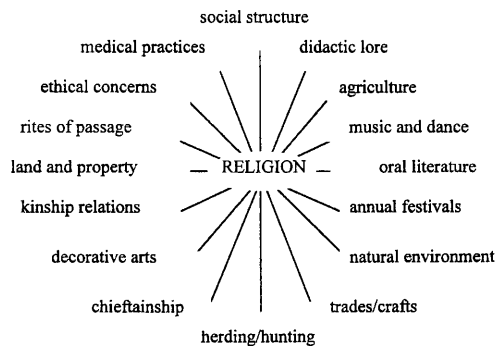 social structure
medical practices didactic lore
ethical concerns agriculture
rites of passage music and dance
land and property RELIGION oral literature
kinship relations annual festivals
decorative arts natural environment
chieftainship trades/crafts
herding/hunting